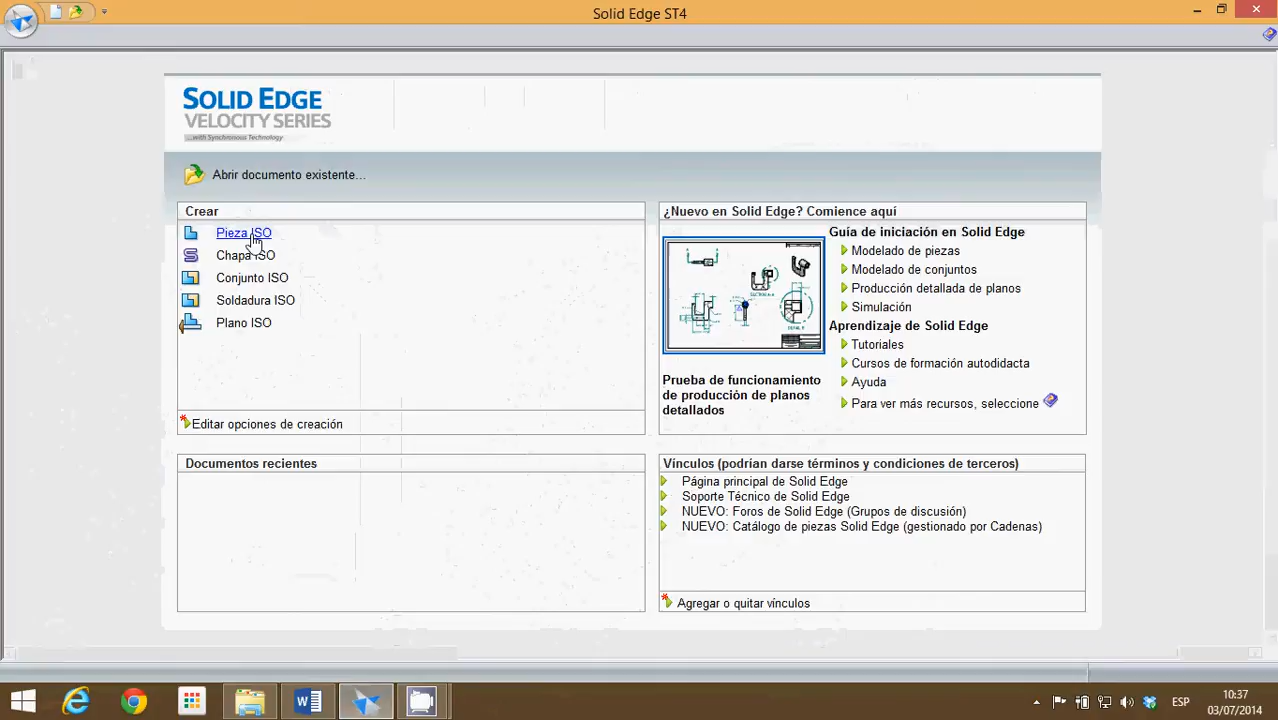 Solid Edge ST4
SOLID EDGE
VELOCITY SERIES
...with Synchronous Technology
Abrir documento existente...
Crear
Pieza ISO
Chapa ISO
Conjunto ISO
Soldadura ISO
Plano ISO
Editar opciones de creación
¿Nuevo en Solid Edge? Comience aquí
Prueba de funcionamiento
de producción de planos
detallados
Guía de iniciación en Solid Edge
Modelado de piezas
Modelado de conjuntos
Producción detallada de planos
Simulación
Aprendizaje de Solid Edge
Tutoriales
Cursos de formación autodidacta
Ayuda
Para ver más recursos, seleccione
Documentos recientes
Vínculos (podrían darse términos y condiciones de terceros)
Página principal de Solid Edge
Soporte Técnico de Solid Edge
NUEVO: Foros de Solid Edge (Grupos de discusión)
NUEVO: Catálogo de piezas Solid Edge (gestionado por Cadenas)
Agregar o quitar vínculos
ESP
10:37
03/07/2014